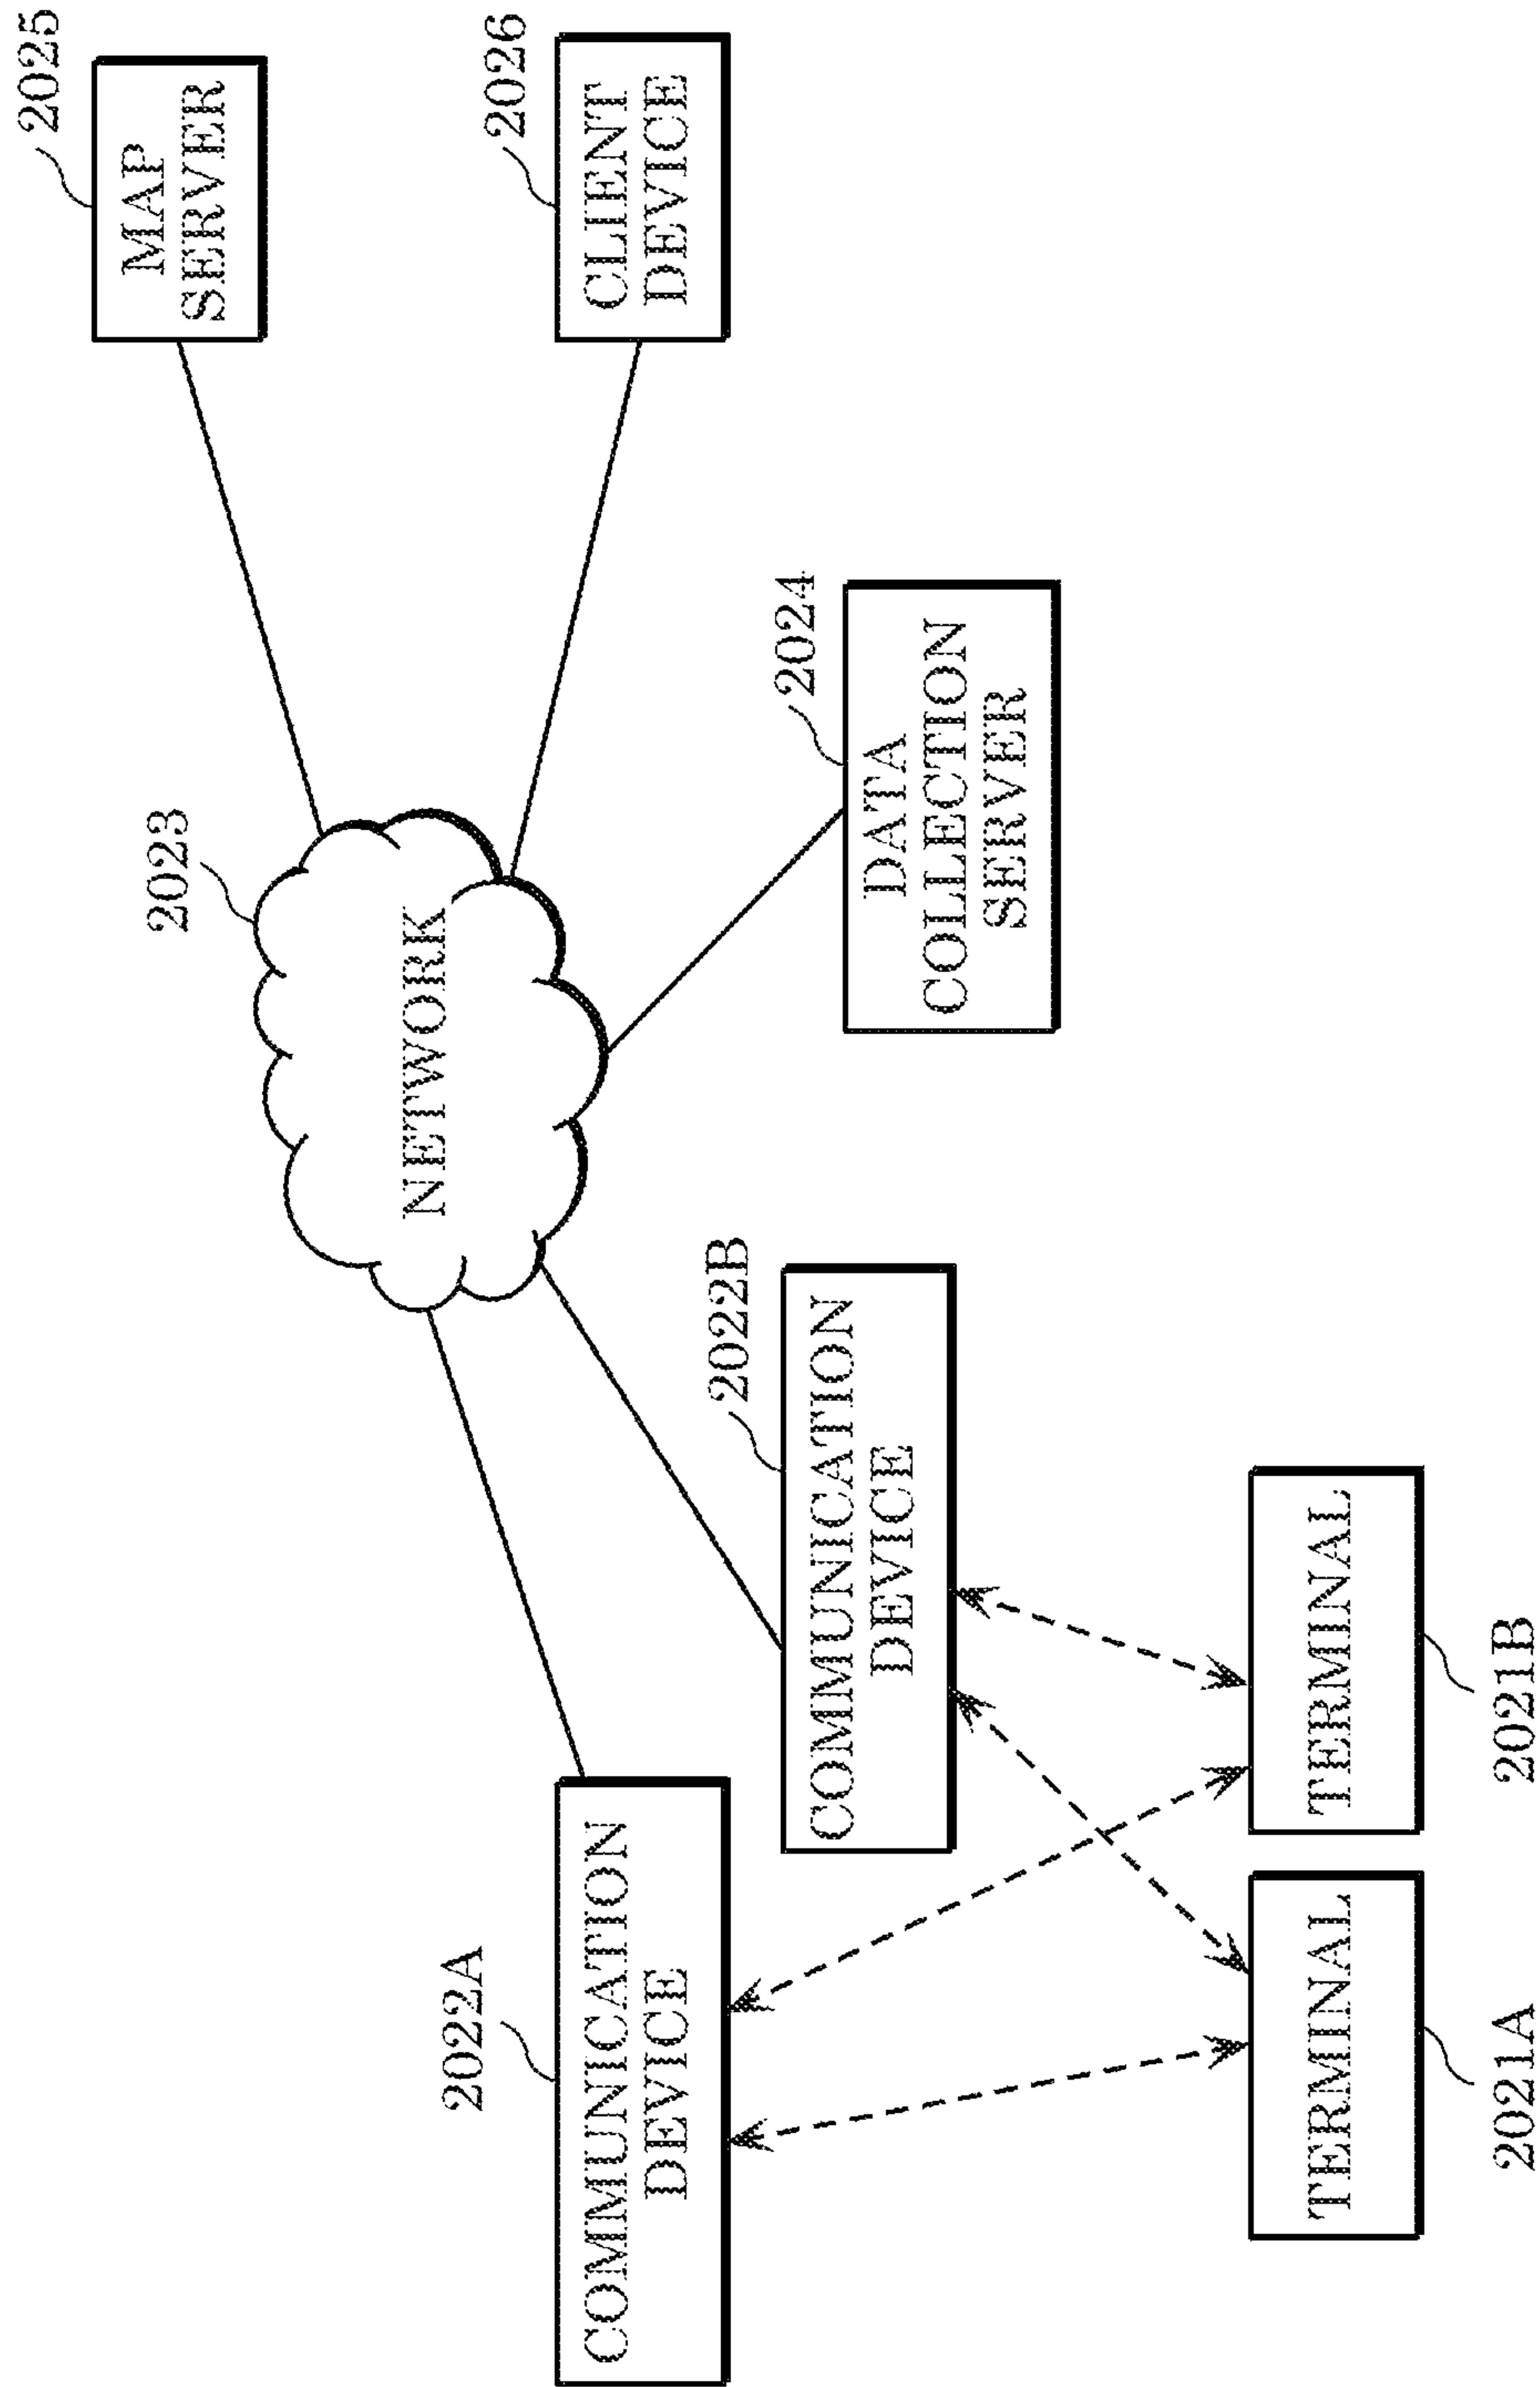 2025
MAP
SERVER
2026
CLIENT
DEVICE
2023
NETWORK
2024
DATA
COLLECTION
SERVER
2022A
COMMUNICATION
DEVICE
2022B
COMMUNICATION
DEVICE
TERMINAL
2021A
TERMINAL
2021B